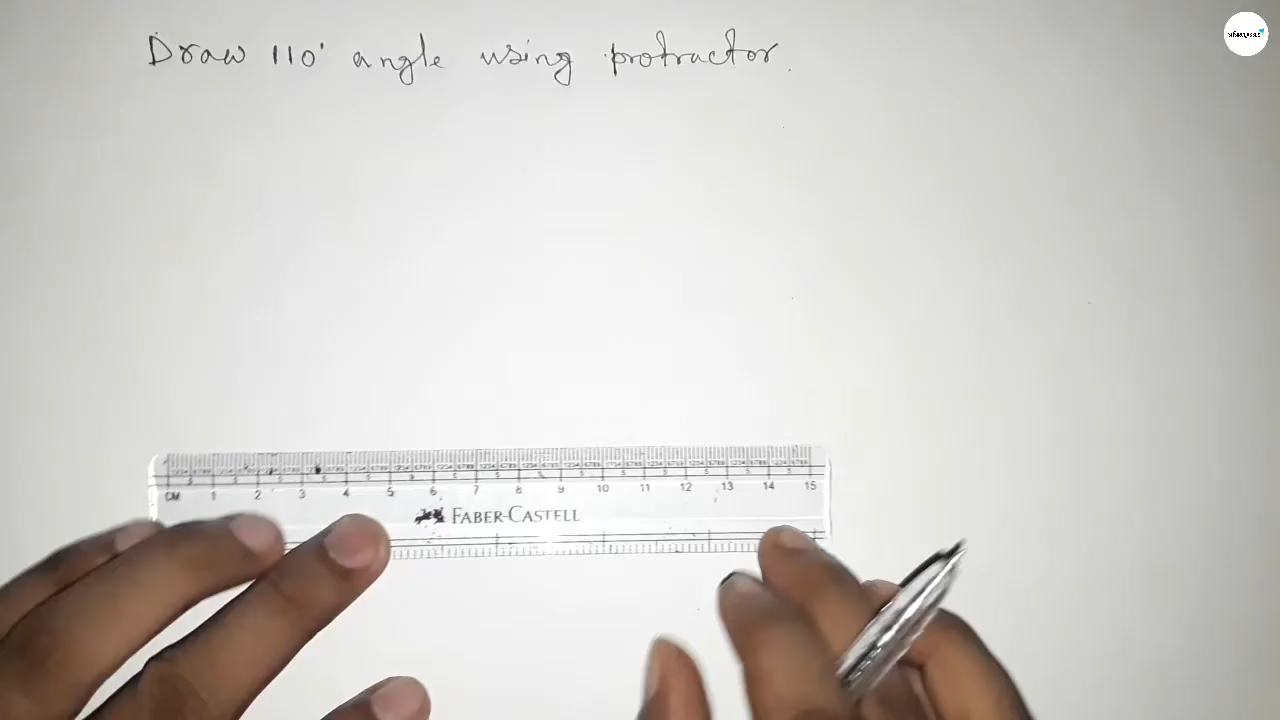 Draw 110° angle using protractor.
CM 1 2 3 4 5 6 7 8 9 10 11 12 13 14 15
FABER-CASTELL